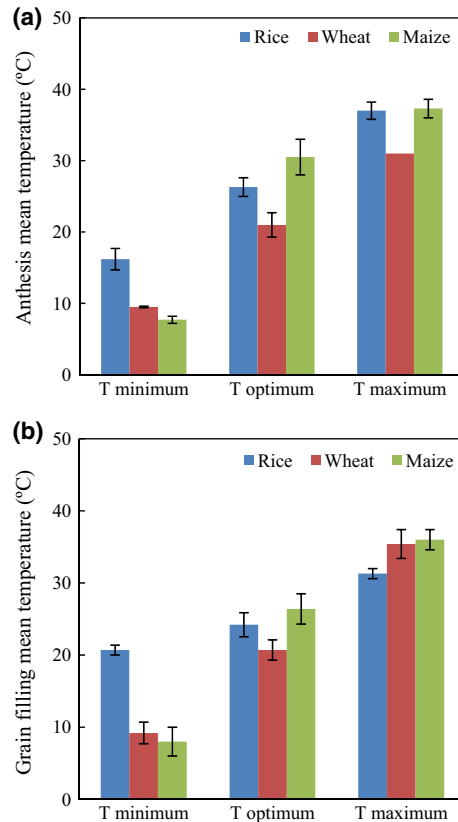 (a)
50
40
30
20
10
0
Anthesis mean temperature (ºC)
Rice Wheat Maize
T minimum T optimum T maximum
(b)
50
40
30
20
10
0
Grain filling mean temperature (ºC)
Rice Wheat Maize
T minimum T optimum T maximum